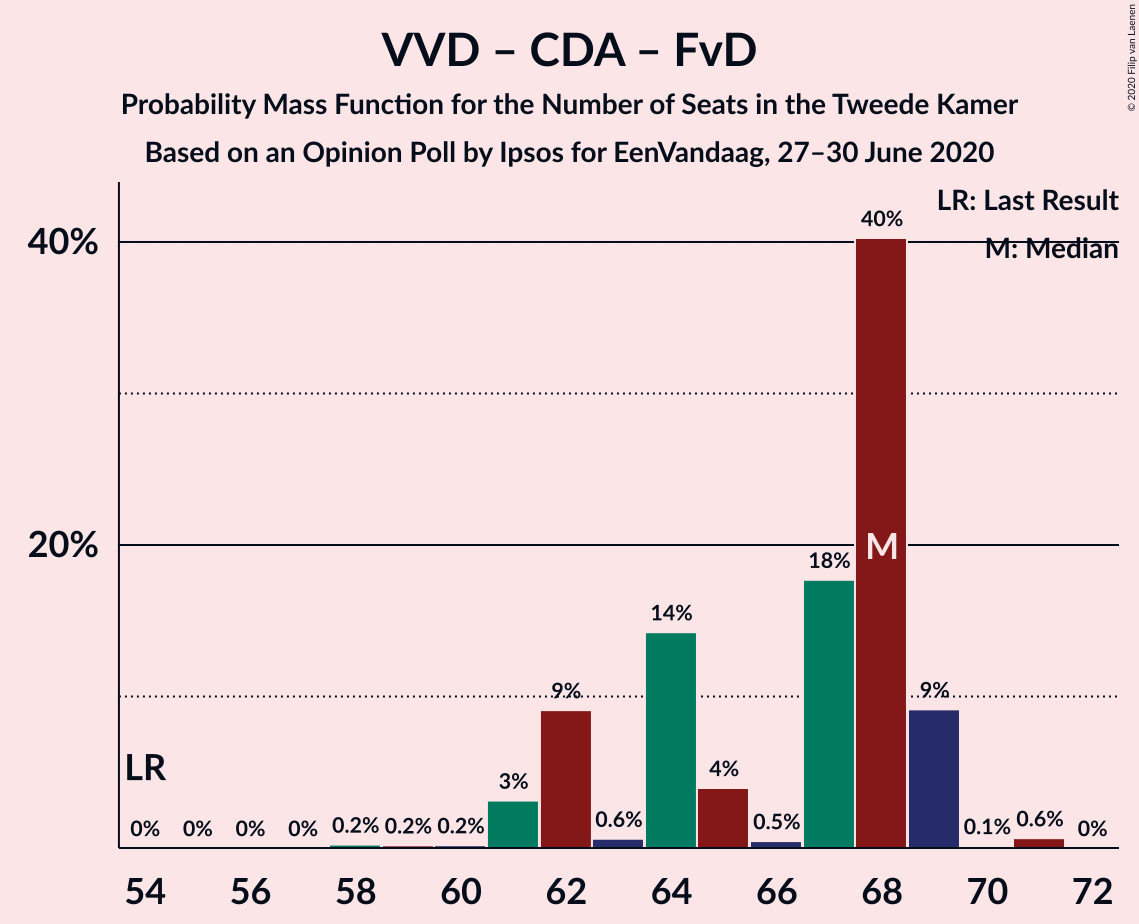 VVD – CDA – FvD
Probability Mass Function for the Number of Seats in the Tweede Kamer
Based on an Opinion Poll by Ipsos for EenVandaag, 27–30 June 2020
© 2020 Filip van Laenen
LR: Last Result
M: Median
40%
20%
LR
0%
0%
0%
0%
0.2%
0.2%
0.2%
3%
9%
0.6%
14%
4%
0.5%
18%
40%
M
9%
0.1%
0.6%
0%
54 56 58 60 62 64 66 68 70 72